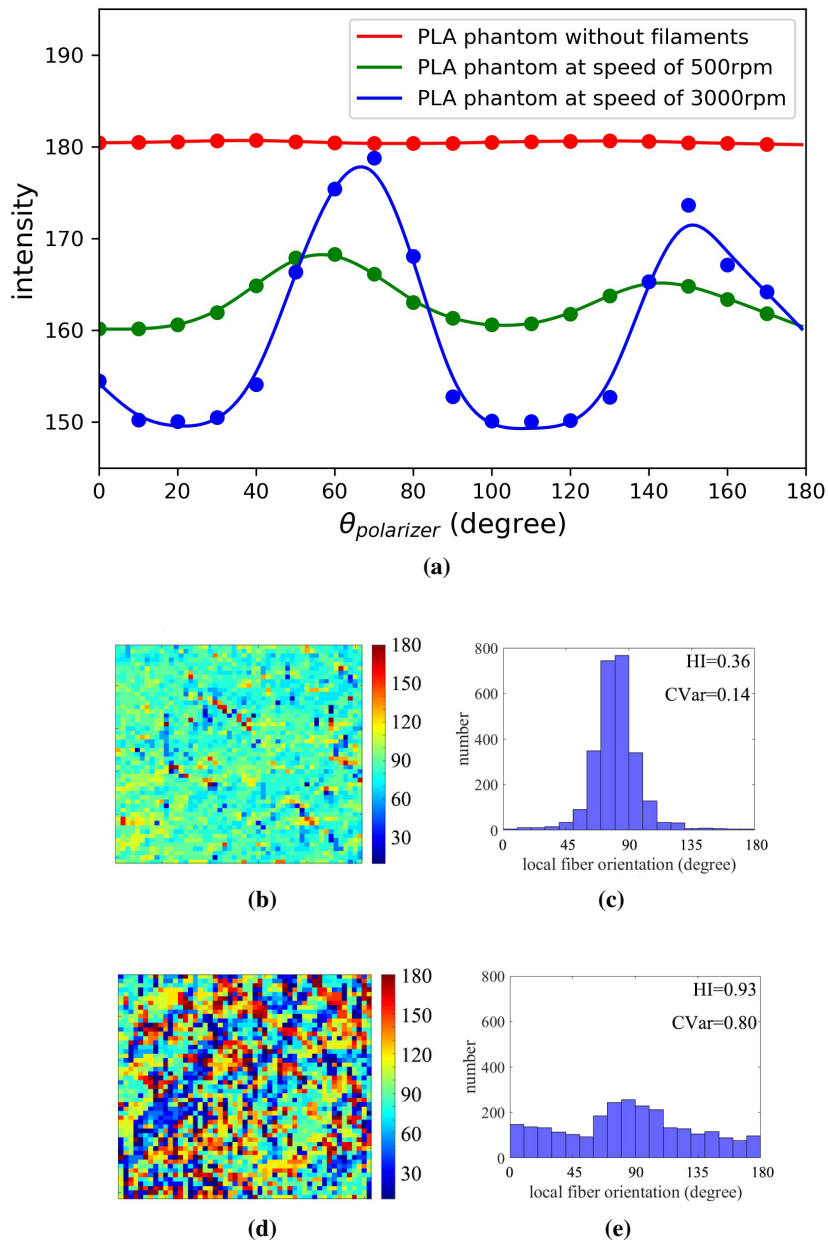 PLA phantom without filaments
PLA phantom at speed of 500rpm
PLA phantom at speed of 3000rpm
190
180
170
160
150
intensity
0 20 40 60 80 100 120 140 160 180
θpolarizer (degree)
(a)
180
150
120
90
60
30
(b)
800
600
400
200
0
number
HI=0.36
CVar=0.14
0 45 90 135 180
local fiber orientation (degree)
(c)
180
150
120
90
60
30
(d)
800
600
400
200
0
number
HI=0.93
CVar=0.80
0 45 90 135 180
local fiber orientation (degree)
(e)